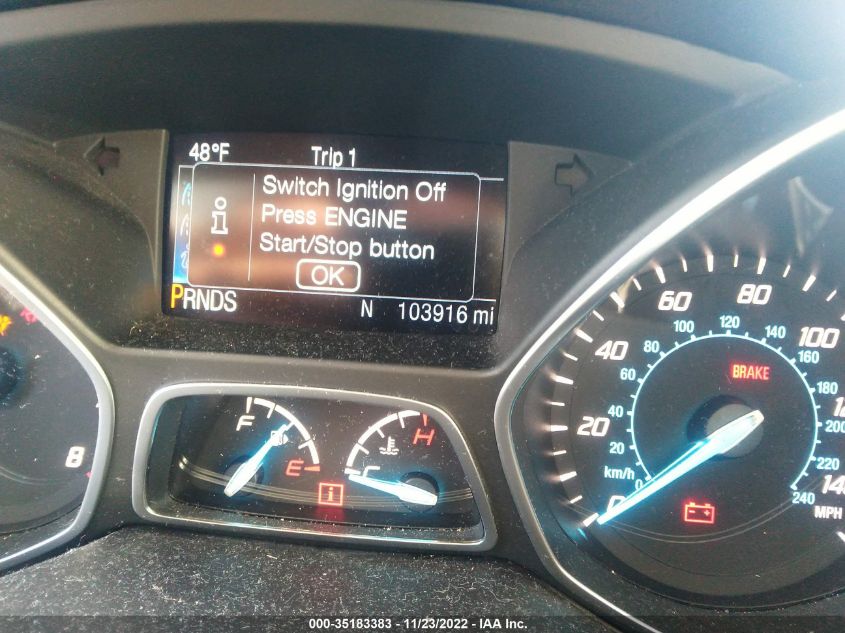 48°F Trip 1
Switch Ignition Off
Press ENGINE
Start/Stop button
OK
PRNDS N 103916 mi
8
F
E
H
C
i
0 20 40 60 80 100
0 20 40 60 80 100 120 140 160 180 200 220 240
km/h
MPH
BRAKE
000-35183383 - 11/23/2022 - IAA Inc.